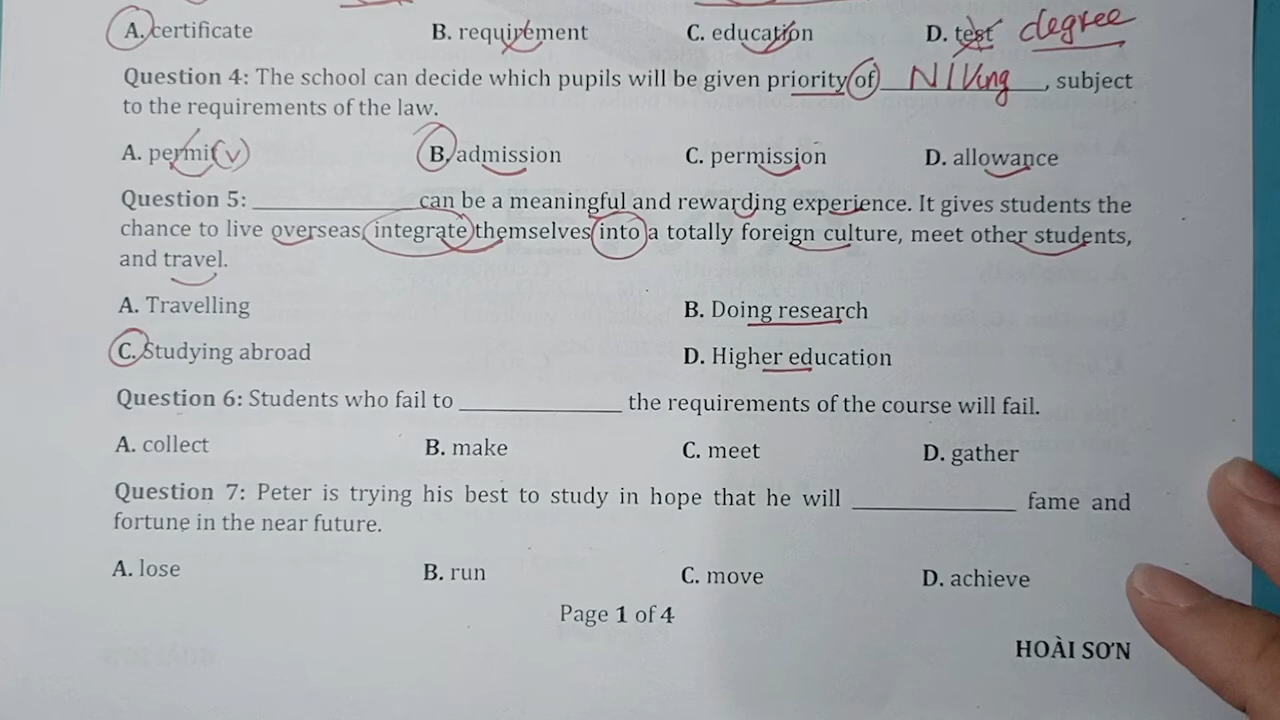 A. certificate B. requirement C. education D. test degree
Question 4: The school can decide which pupils will be given priority of N/Ving, subject
to the requirements of the law.
A. permit (v) B. admission C. permission D. allowance
Question 5: ______________ can be a meaningful and rewarding experience. It gives students the
chance to live overseas, integrate themselves into a totally foreign culture, meet other students,
and travel.
A. Travelling B. Doing research
C. Studying abroad D. Higher education
Question 6: Students who fail to ______________ the requirements of the course will fail.
A. collect B. make C. meet D. gather
Question 7: Peter is trying his best to study in hope that he will ______________ fame and
fortune in the near future.
A. lose B. run C. move D. achieve
Page 1 of 4
HOÀI SƠN